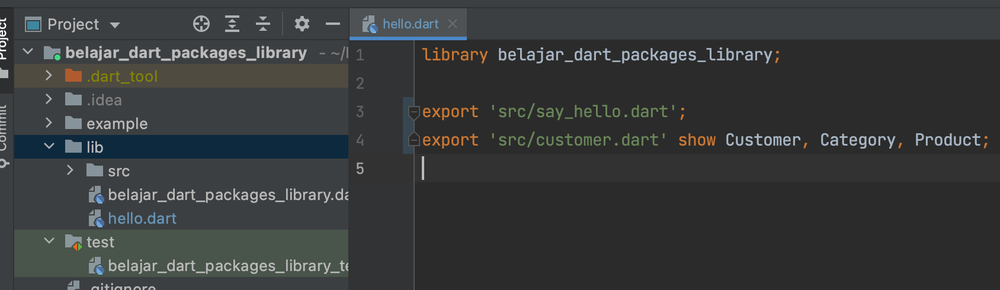 Project
Commit
Project
belajar_dart_packages_library - ~/
.dart_tool
.idea
example
lib
src
belajar_dart_packages_library.da
hello.dart
test
belajar_dart_packages_library_te
.gitignore
hello.dart
1 library belajar_dart_packages_library;
2
3 export 'src/say_hello.dart';
4 export 'src/customer.dart' show Customer, Category, Product;
5